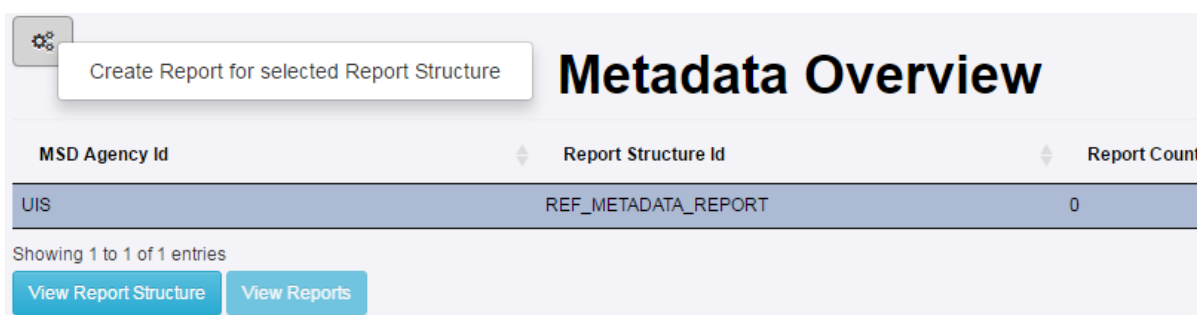 Create Report for selected Report Structure
Metadata Overview
MSD Agency Id Report Structure Id Report Count
UIS REF_METADATA_REPORT 0
Showing 1 to 1 of 1 entries
View Report Structure View Reports